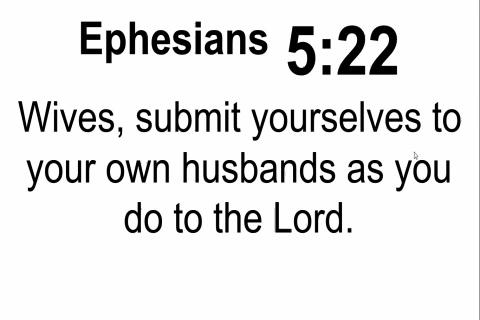 Ephesians 5:22
Wives, submit yourselves to
your own husbands as you
do to the Lord.